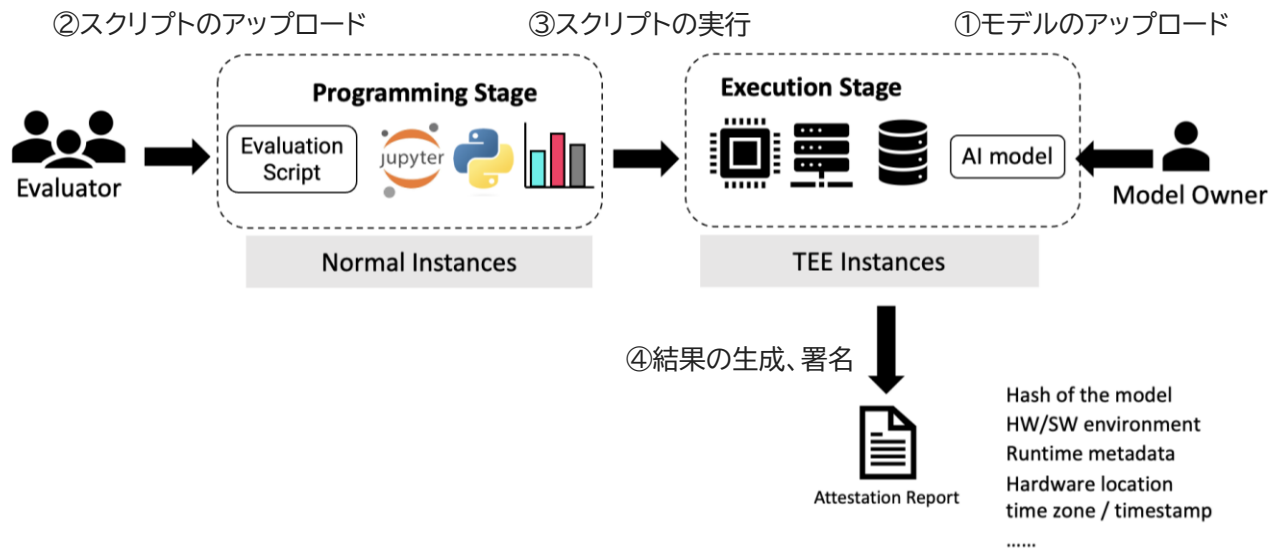 ②スクリプトのアップロード
③スクリプトの実行
①モデルのアップロード
Programming Stage
Execution Stage
Evaluator
Evaluation
Script
jupyter
AI model
Model Owner
Normal Instances
TEE Instances
④結果の生成、署名
Attestation Report
Hash of the model
HW/SW environment
Runtime metadata
Hardware location
time zone / timestamp
......